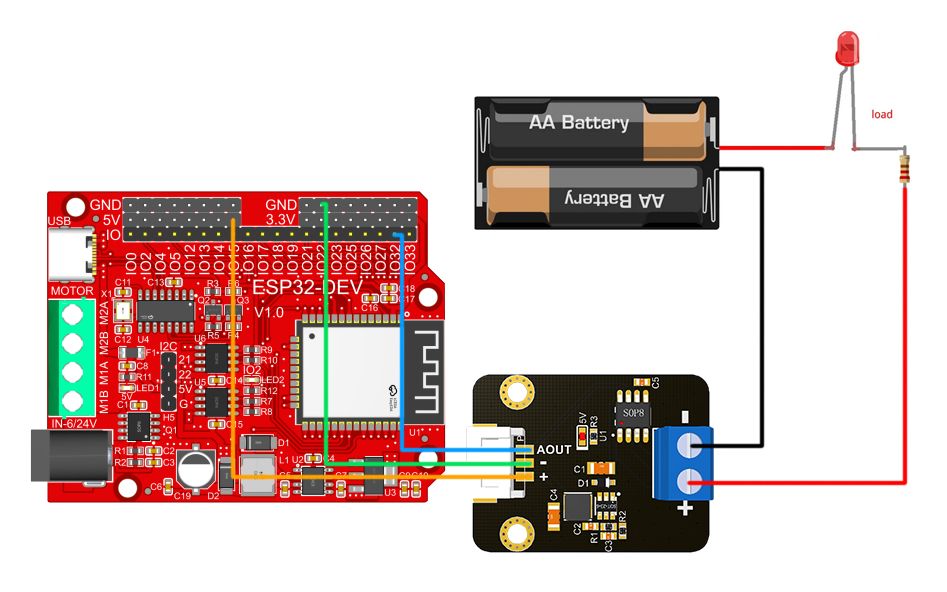 AA Battery
AA Battery
load
GND
5V
IO
GND
3.3V
USB
IO0
IO2
IO4
IO5
IO12
IO13
IO14
IO15
IO16
IO17
IO18
IO19
IO21
IO22
IO23
IO25
IO26
IO27
IO32
IO33
ESP32-DEV
V1.0
MOTOR
M2A
M2B
M1A
M1B
IN-6/24V
C11
X1
C12
C13
U4
R3
R6
Q2
Q3
R5
R4
C18
C17
C16
F1
C8
R11
LED1
5V
C1
I2C
21
22
5V
G
H5
U6
U5
C14
C15
R9
R10
IO2
LED2
R12
R7
R8
Q1
R1
R2
C2
C3
C6
C19
D2
D1
L1
C5
U2
C4
C7
U3
C9
C10
U1
AOUT
-
+
C5
SOP8
U1
5V
R3
C1
D1
C4
C2
R1
C3
R2
-
+